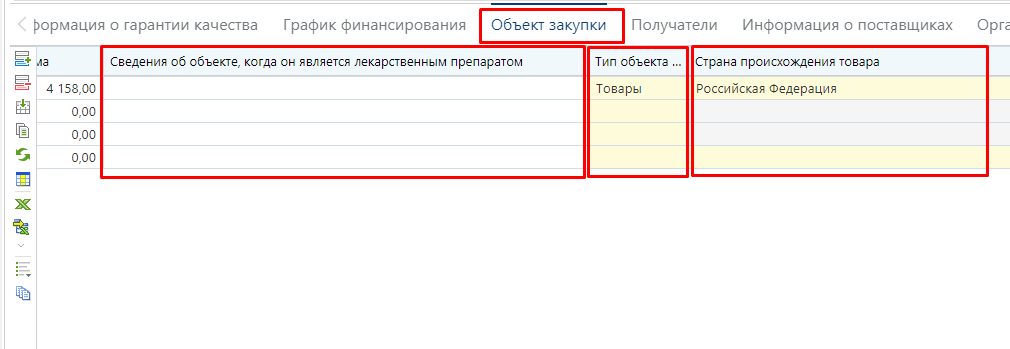 формация о гарантии качества График финансирования Объект закупки Получатели Информация о поставщиках Орга
ма Сведения об объекте, когда он является лекарственным препаратом Тип объекта ... Страна происхождения товара
4 158,00 Товары Российская Федерация
0,00
0,00
0,00